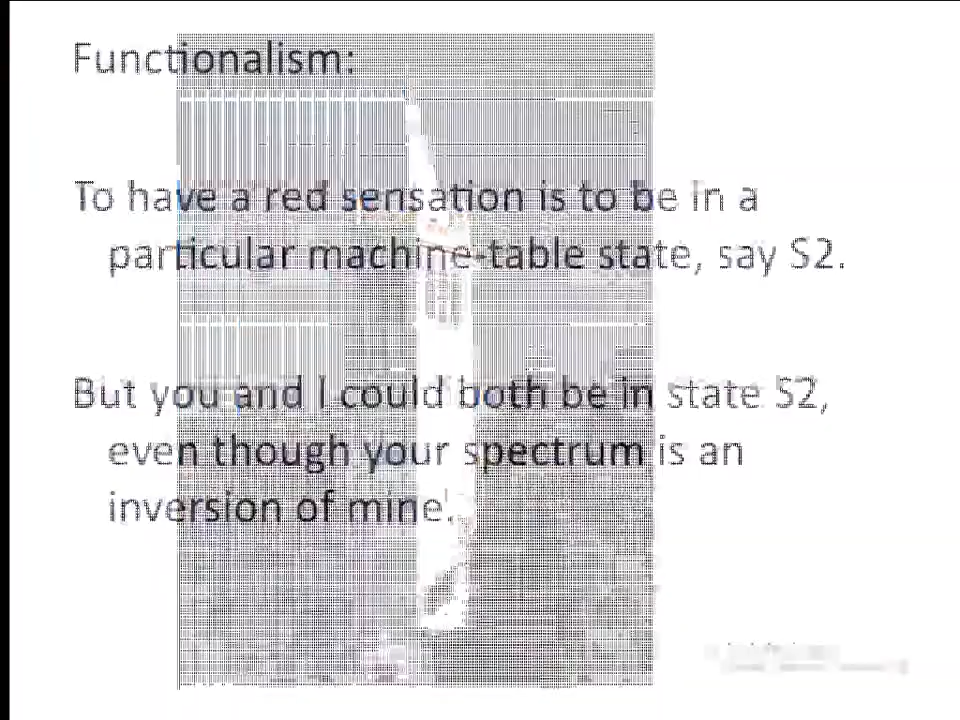 Functionalism:
To have a red sensation is to be in a
particular machine-table state, say S2.
But you and I could both be in state S2,
even though your spectrum is an
inversion of mine.